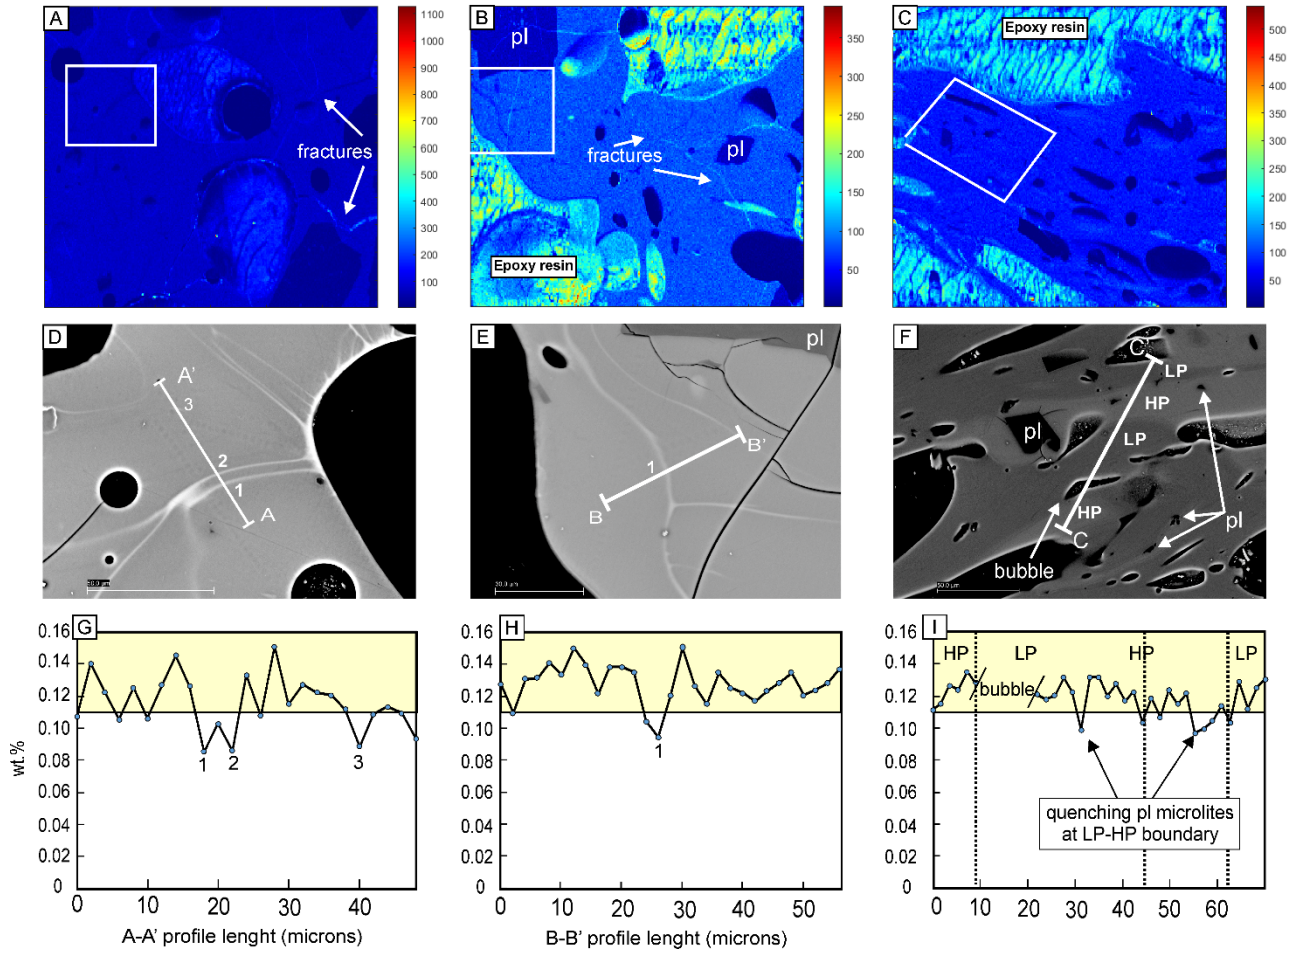 A
fractures
1100
1000
900
800
700
600
500
400
300
200
100
B
pl
fractures
pl
Epoxy resin
350
300
250
200
150
100
50
C
Epoxy resin
500
450
400
350
300
250
200
150
100
50
D
A'
3
2
1
A
50.0 µm
E
pl
1
B'
B
F
C
LP
HP
pl
LP
HP
C
pl
bubble
50.0 µm
G
0.16
0.14
0.12
0.10
0.08
0.06
0.04
0.02
0
wt.%
1
2
3
0 10 20 30 40
A-A' profile lenght (microns)
H
0.16
0.14
0.12
0.10
0.08
0.06
0.04
0.02
0
1
0 10 20 30 40 50
B-B' profile lenght (microns)
I
0.16
0.14
0.12
0.10
0.08
0.06
0.04
0.02
0
HP LP HP LP
bubble
quenching pl microlites
at LP-HP boundary
0 10 20 30 40 50 60